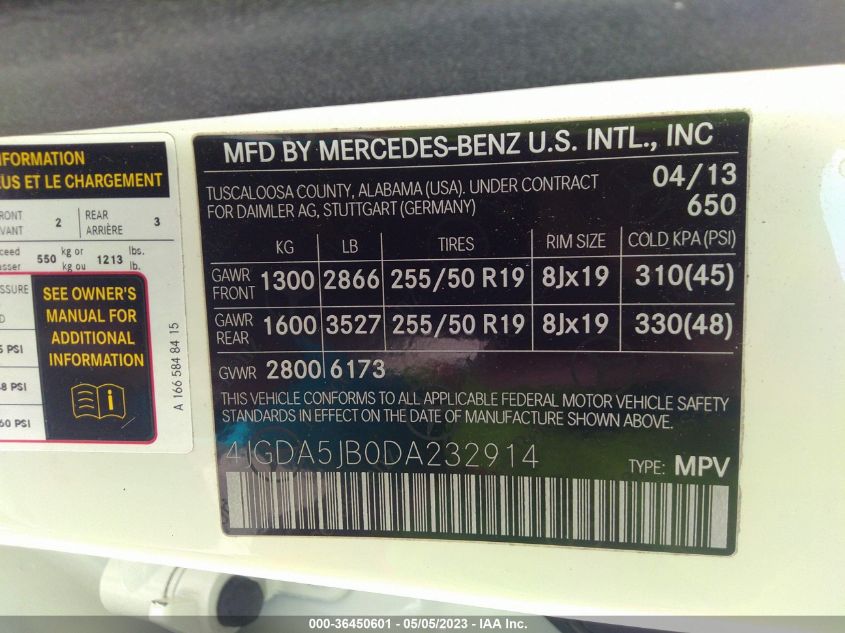 INFORMATION
US ET LE CHARGEMENT
2 REAR ARRIÈRE 3
550 kg or kg ou 1213 lbs. lb.
SEE OWNER'S
MANUAL FOR
ADDITIONAL
INFORMATION
PSI
PSI
60 PSI
A 166 584 84 15
MFD BY MERCEDES-BENZ U.S. INTL., INC
TUSCALOOSA COUNTY, ALABAMA (USA). UNDER CONTRACT
FOR DAIMLER AG, STUTTGART (GERMANY)
04/13
650
KG LB TIRES RIM SIZE COLD KPA (PSI)
GAWR FRONT 1300 2866 255/50 R19 8Jx19 310(45)
GAWR REAR 1600 3527 255/50 R19 8Jx19 330(48)
GVWR 2800 6173
THIS VEHICLE CONFORMS TO ALL APPLICABLE FEDERAL MOTOR VEHICLE SAFETY
STANDARDS IN EFFECT ON THE DATE OF MANUFACTURE SHOWN ABOVE.
4JGDA5JB0DA232914
TYPE: MPV
000-36450601 - 05/05/2023 - IAA Inc.